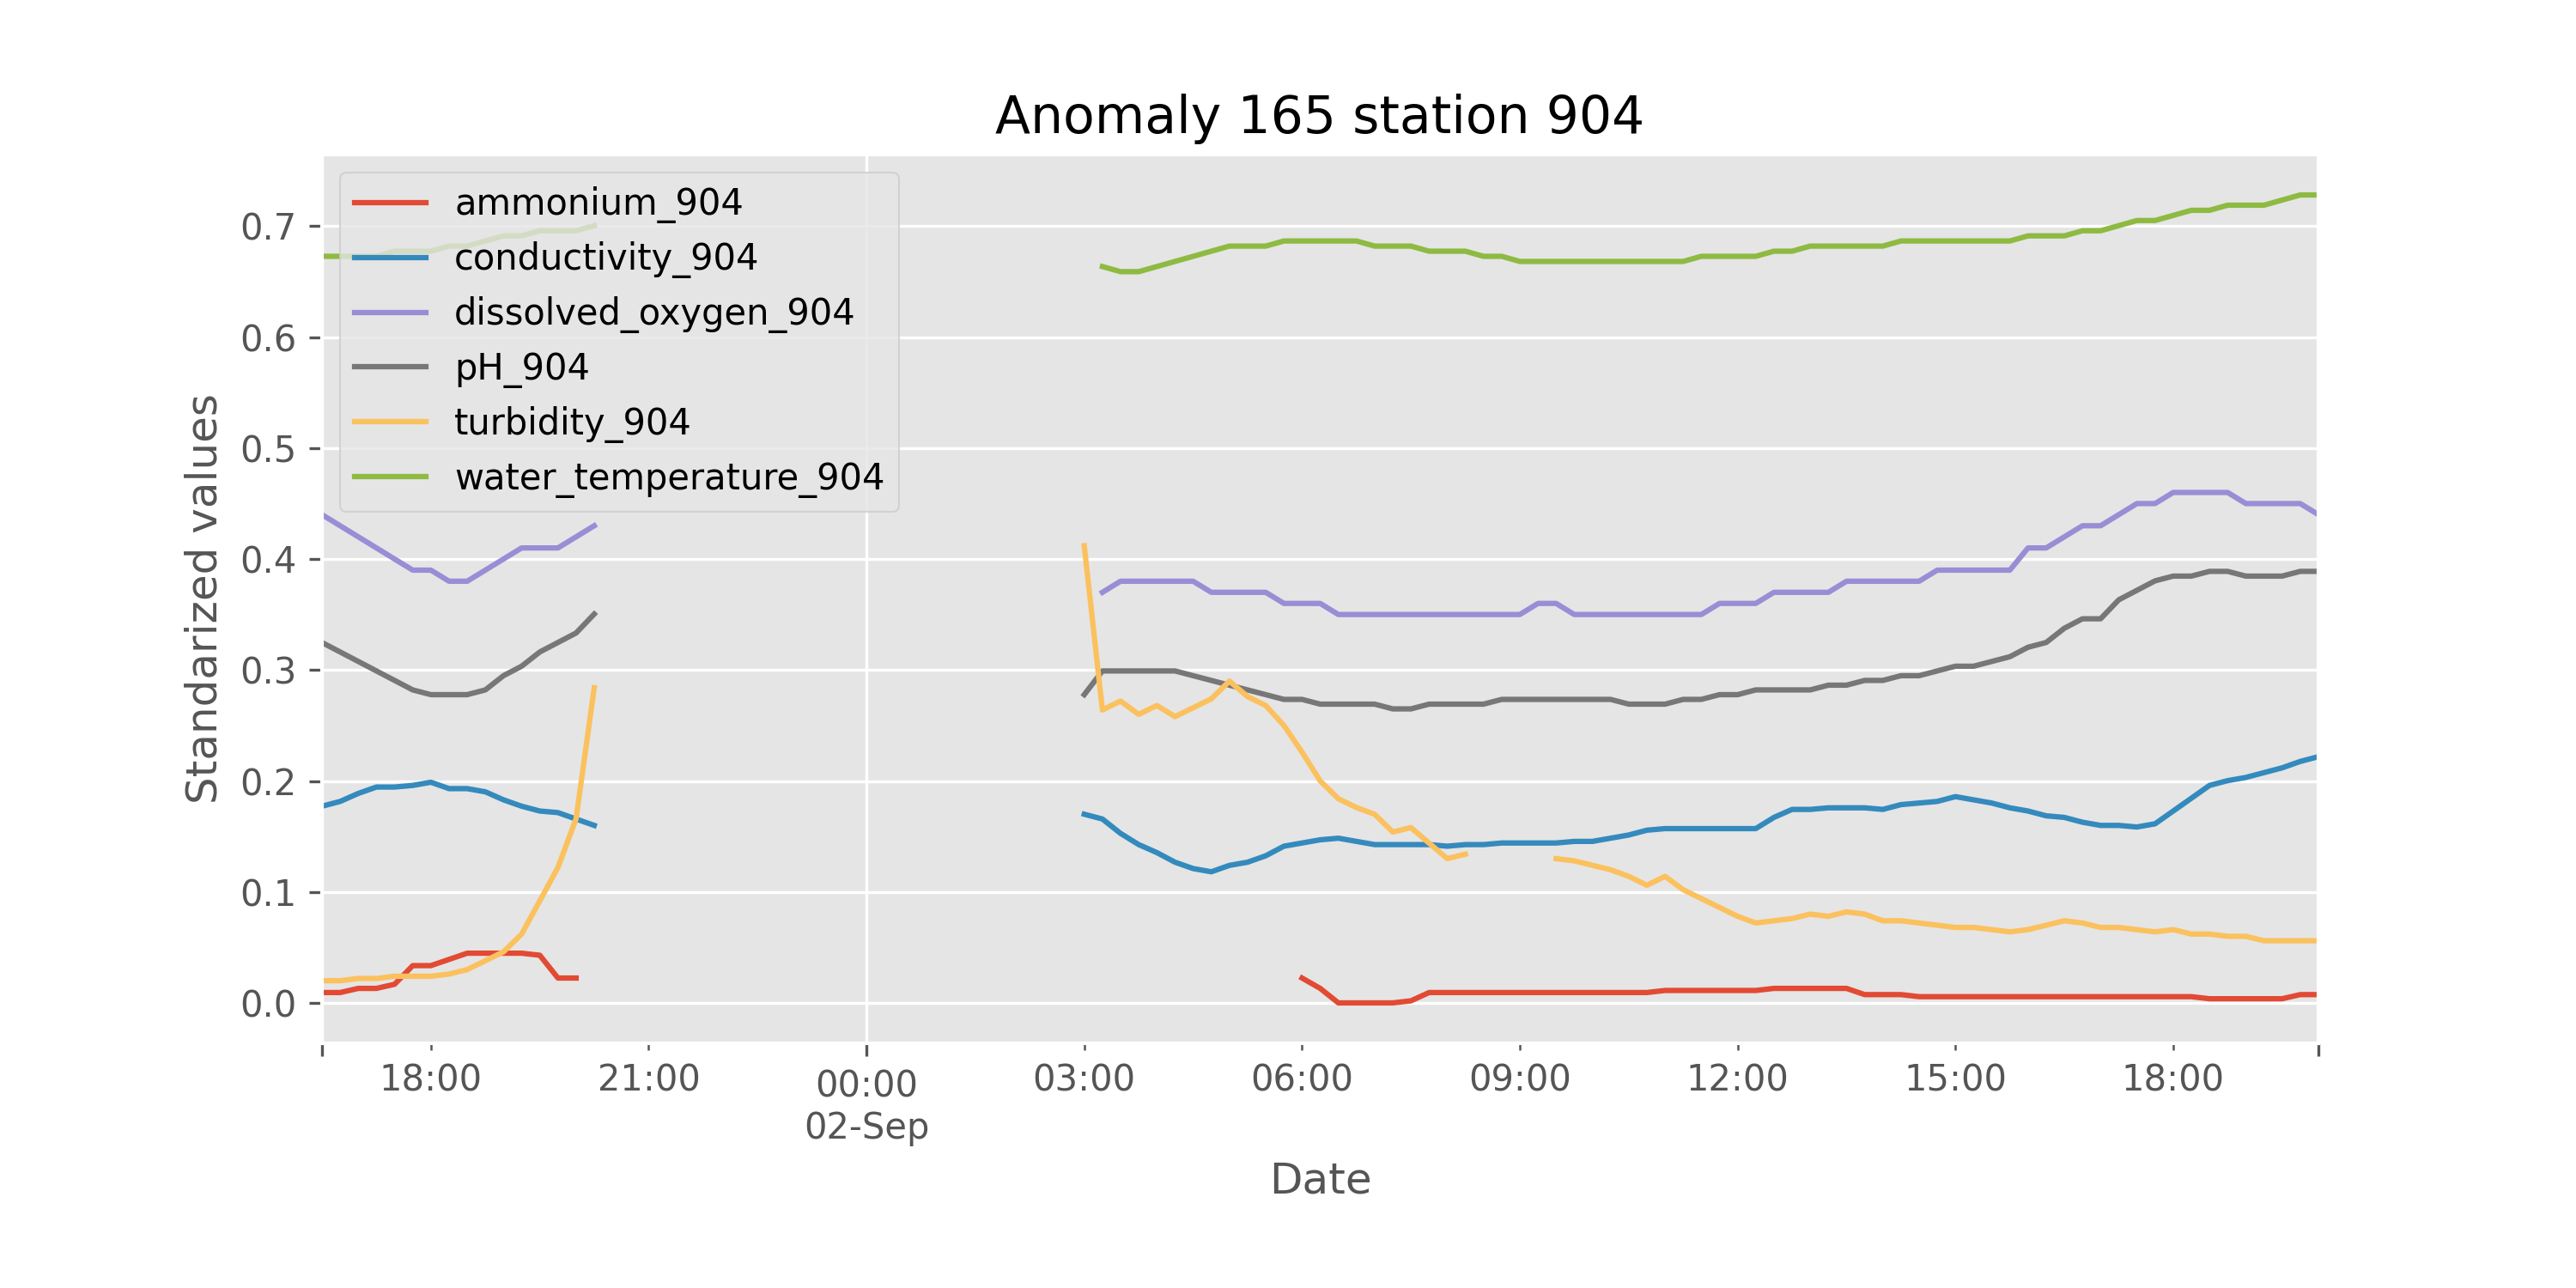 Anomaly 165 station 904
ammonium_904
conductivity_904
dissolved_oxygen_904
pH_904
turbidity_904
water_temperature_904
Standarized values
0.7
0.6
0.5
0.4
0.3
0.2
0.1
0.0
18:00 21:00 00:00 03:00 06:00 09:00 12:00 15:00 18:00
02-Sep
Date